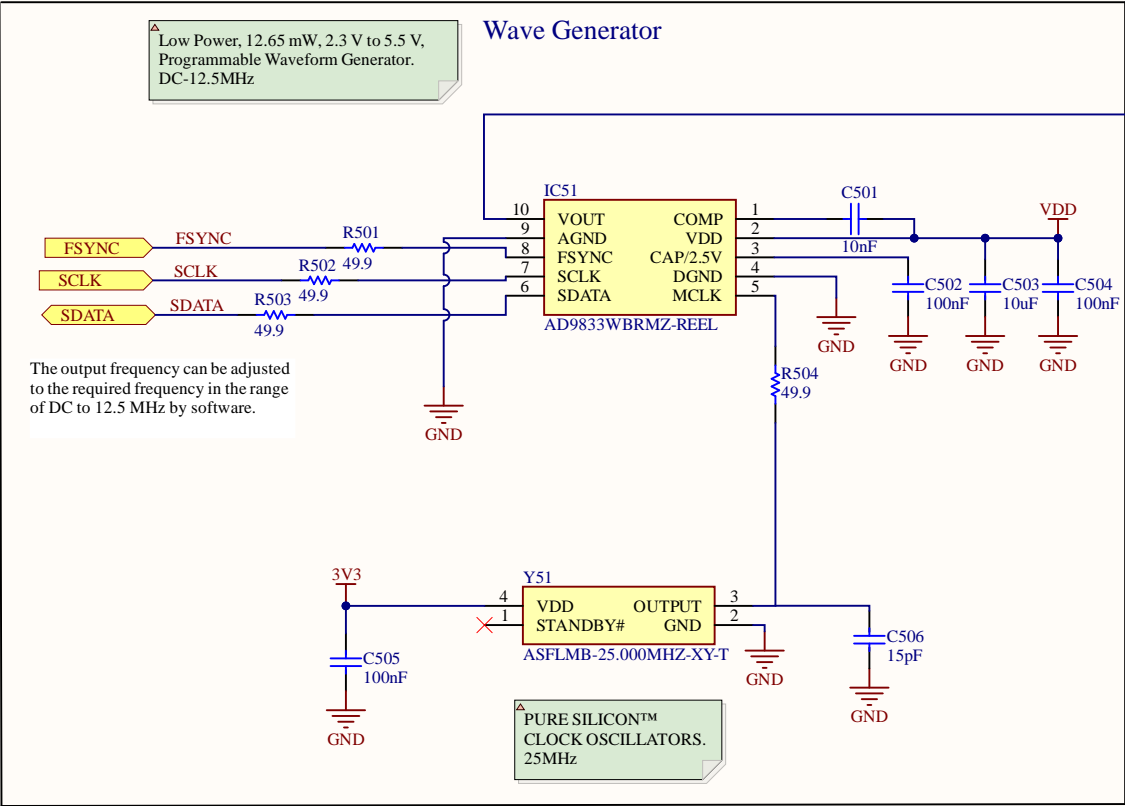 Wave Generator
Low Power, 12.65 mW, 2.3 V to 5.5 V,
Programmable Waveform Generator.
DC-12.5MHz
IC51
10 VOUT COMP 1
9 AGND VDD 2
8 FSYNC CAP/2.5V 3
7 SCLK DGND 4
6 SDATA MCLK 5
AD9833WBRMZ-REEL
C501
10nF
VDD
FSYNC FSYNC R501
49.9
SCLK SCLK R502
49.9
SDATA SDATA R503
49.9
C502
100nF
C503
10uF
C504
100nF
GND
GND
GND
GND
The output frequency can be adjusted
to the required frequency in the range
of DC to 12.5 MHz by software.
R504
49.9
GND
3V3
Y51
4 VDD OUTPUT 3
1 STANDBY# GND 2
ASFLMB-25.000MHZ-XY-T
C505
100nF
C506
15pF
GND
GND
GND
PURE SILICON™
CLOCK OSCILLATORS.
25MHz